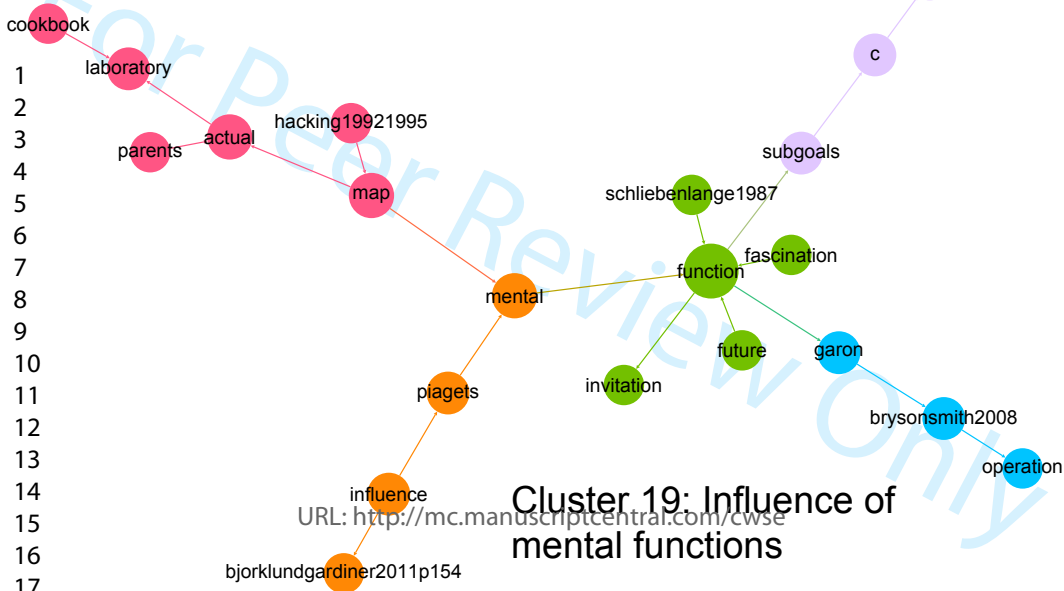 cookbook
c
1
laboratory
2
hacking19921995
3
parents
actual
subgoals
4
5
map
schliebenlange1987
6
fascination
7
function
8
mental
9
10
future
garon
11
piagets
invitation
12
brysonsmith2008
13
operation
14
influence
Cluster 19: Influence of
15
URL: http://mc.manuscriptcentral.com/cwse
16
mental functions
bjorklundgardiner2011p154
17
For Peer Review Only